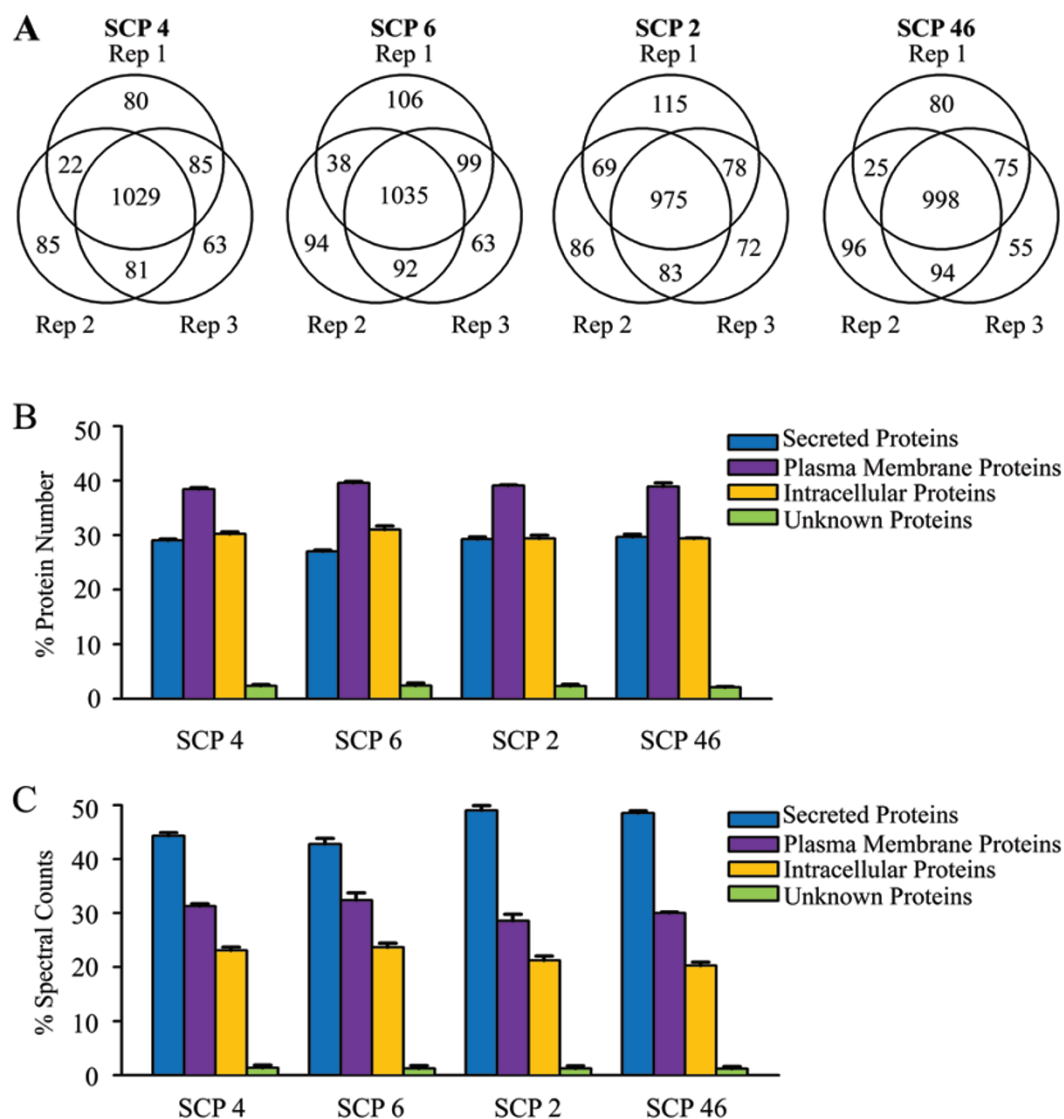 A
SCP 4
Rep 1
80
22
85
1029
85
63
81
Rep 2
Rep 3
SCP 6
Rep 1
106
38
99
1035
94
63
92
Rep 2
Rep 3
SCP 2
Rep 1
115
69
78
975
86
72
83
Rep 2
Rep 3
SCP 46
Rep 1
80
25
75
998
96
55
94
Rep 2
Rep 3
B
% Protein Number
50
40
30
20
10
0
SCP 4
SCP 6
SCP 2
SCP 46
Secreted Proteins
Plasma Membrane Proteins
Intracellular Proteins
Unknown Proteins
C
% Spectral Counts
50
40
30
20
10
0
SCP 4
SCP 6
SCP 2
SCP 46
Secreted Proteins
Plasma Membrane Proteins
Intracellular Proteins
Unknown Proteins